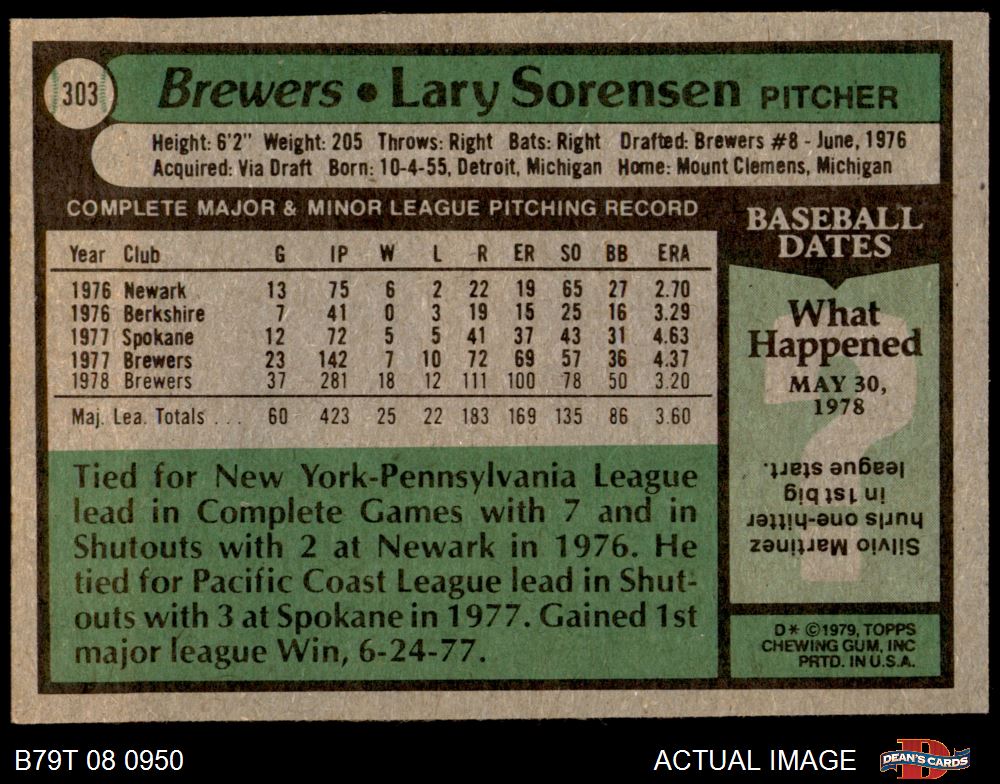 303
Brewers • Lary Sorensen PITCHER
Height: 6'2" Weight: 205 Throws: Right Bats: Right Drafted: Brewers #8 - June, 1976
Acquired: Via Draft Born: 10-4-55, Detroit, Michigan Home: Mount Clemens, Michigan
COMPLETE MAJOR & MINOR LEAGUE PITCHING RECORD
Year Club G IP W L R ER SO BB ERA
1976 Newark 13 75 6 2 22 19 65 27 2.70
1976 Berkshire 7 41 0 3 19 15 25 16 3.29
1977 Spokane 12 72 5 5 41 37 43 31 4.63
1977 Brewers 23 142 7 10 72 69 57 36 4.37
1978 Brewers 37 281 18 12 111 100 78 50 3.20
Maj. Lea. Totals ... 60 423 25 22 183 169 135 86 3.60
Tied for New York-Pennsylvania League
lead in Complete Games with 7 and in
Shutouts with 2 at Newark in 1976. He
tied for Pacific Coast League lead in Shut-
outs with 3 at Spokane in 1977. Gained 1st
major league Win, 6-24-77.
BASEBALL
DATES
What
Happened
MAY 30,
1978
?
Silvio Martinez
hurls one-hitter
in 1st big
league start.
D* ©1979, TOPPS
CHEWING GUM, INC
PRTD. IN U.S.A.
B79T 08 0950
ACTUAL IMAGE
D
DEAN'S CARDS